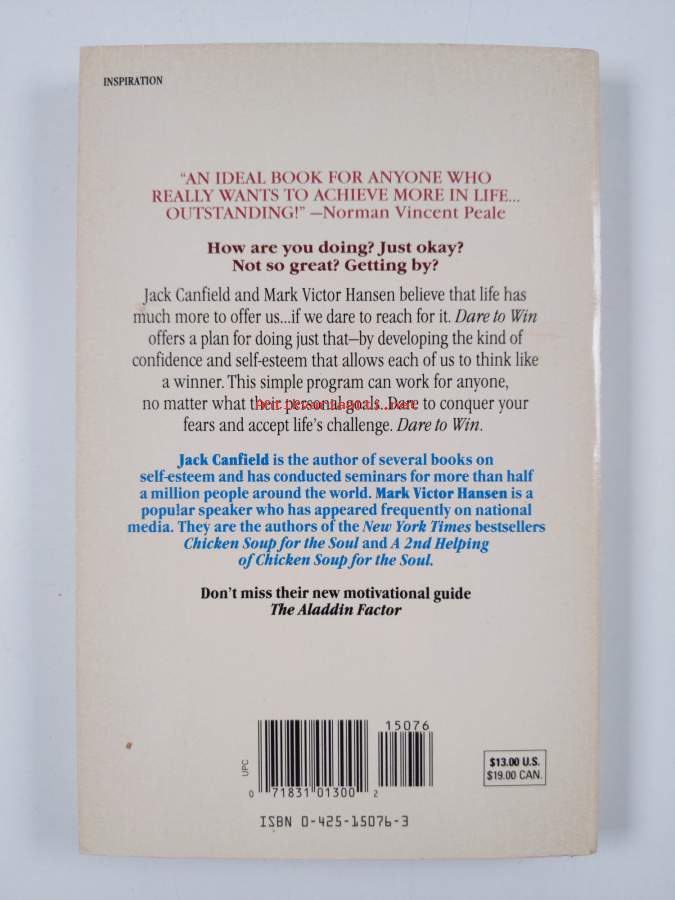 INSPIRATION
“AN IDEAL BOOK FOR ANYONE WHO
REALLY WANTS TO ACHIEVE MORE IN LIFE...
OUTSTANDING!” —Norman Vincent Peale
How are you doing? Just okay?
Not so great? Getting by?
Jack Canfield and Mark Victor Hansen believe that life has
much more to offer us...if we dare to reach for it. Dare to Win
offers a plan for doing just that—by developing the kind of
confidence and self-esteem that allows each of us to think like
a winner. This simple program can work for anyone,
no matter what their personal goals. Dare to conquer your
fears and accept life’s challenge. Dare to Win.
Jack Canfield is the author of several books on
self-esteem and has conducted seminars for more than half
a million people around the world. Mark Victor Hansen is a
popular speaker who has appeared frequently on national
media. They are the authors of the New York Times bestsellers
Chicken Soup for the Soul and A 2nd Helping
of Chicken Soup for the Soul.
Don’t miss their new motivational guide
The Aladdin Factor
15076
UPC
0 71831 01300 2
$13.00 U.S.
$19.00 CAN.
ISBN 0-425-15076-3